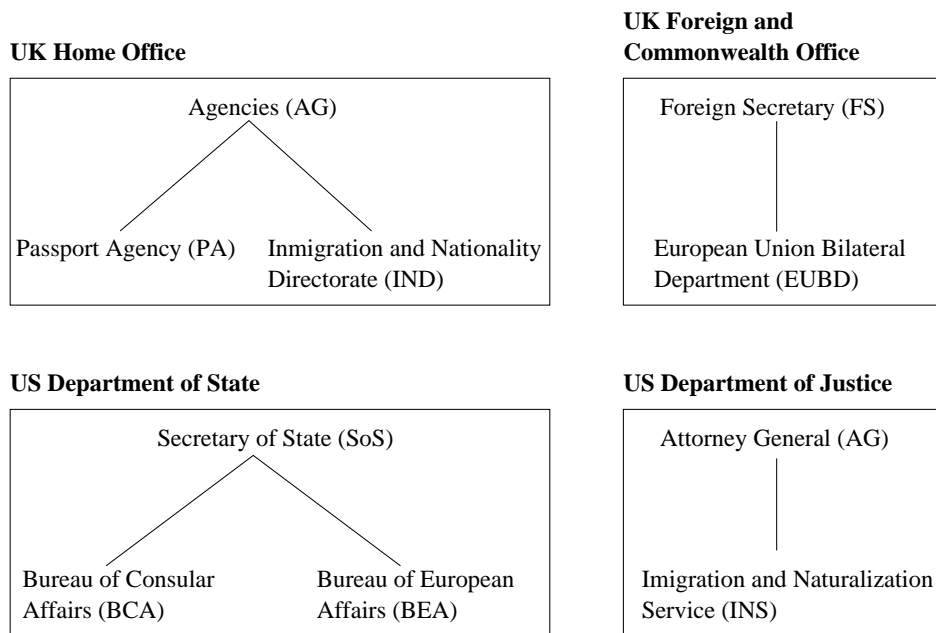 UK Home Office
UK Foreign and
Commonwealth Office
Agencies (AG)
Passport Agency (PA)
Inmigration and Nationality
Directorate (IND)
Foreign Secretary (FS)
European Union Bilateral
Department (EUBD)
US Department of State
US Department of Justice
Secretary of State (SoS)
Bureau of Consular
Affairs (BCA)
Bureau of European
Affairs (BEA)
Attorney General (AG)
Imigration and Naturalization
Service (INS)